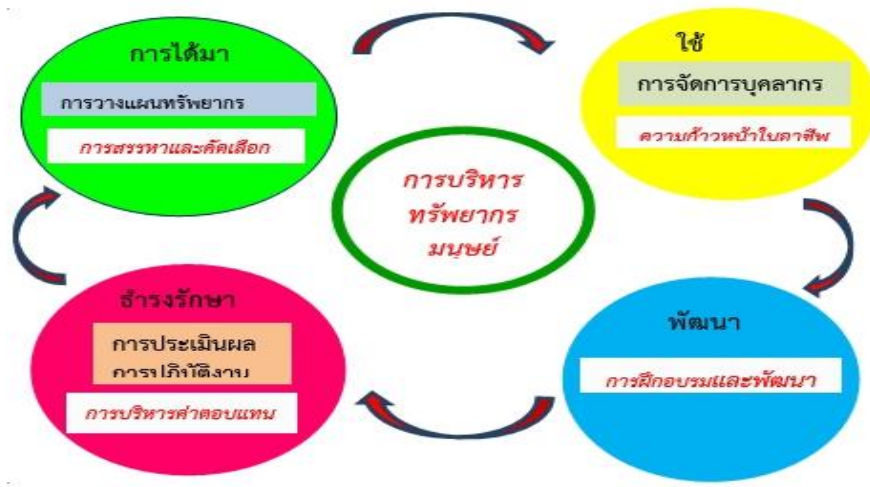 การได้มา
การวางแผนทรัพยากร
การสรรหาและคัดเลือก
ใช้
การจัดการบุคลากร
ความก้าวหน้าในอาชีพ
การบริหาร
ทรัพยากร
มนุษย์
ธำรงรักษา
การประเมินผล
การปฏิบัติงาน
การบริหารค่าตอบแทน
พัฒนา
การฝึกอบรมและพัฒนา